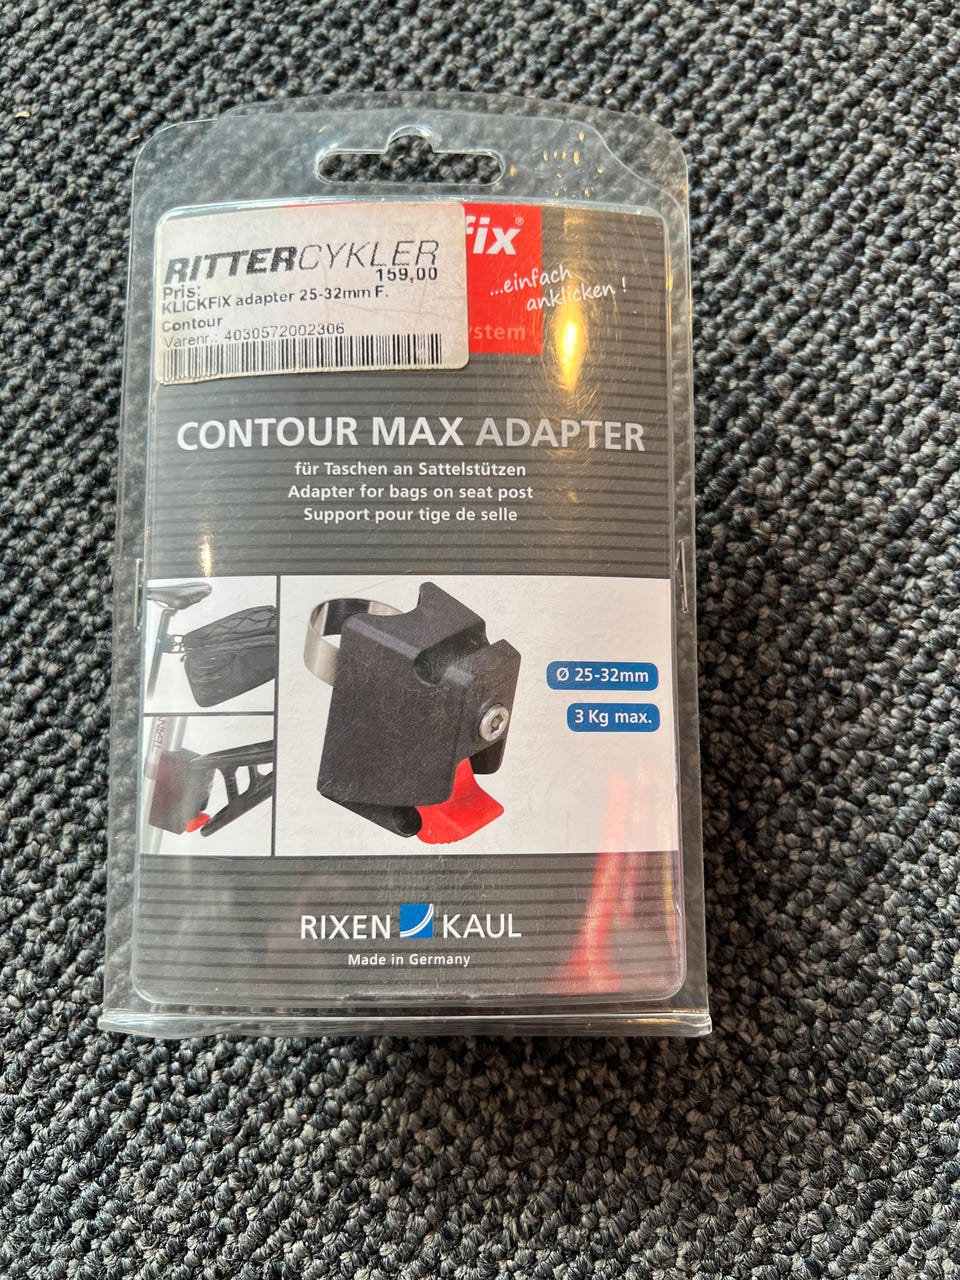 RITTERCYKLER
159,00
Pris:
KLICKFIX adapter 25-32mm F.
Contour
Varenr.: 4030572002306
fix®
...einfach
anklicken !
stem
CONTOUR MAX ADAPTER
für Taschen an Sattelstützen
Adapter for bags on seat post
Support pour tige de selle
Ø 25-32mm
3 Kg max.
RIXEN KAUL
Made in Germany